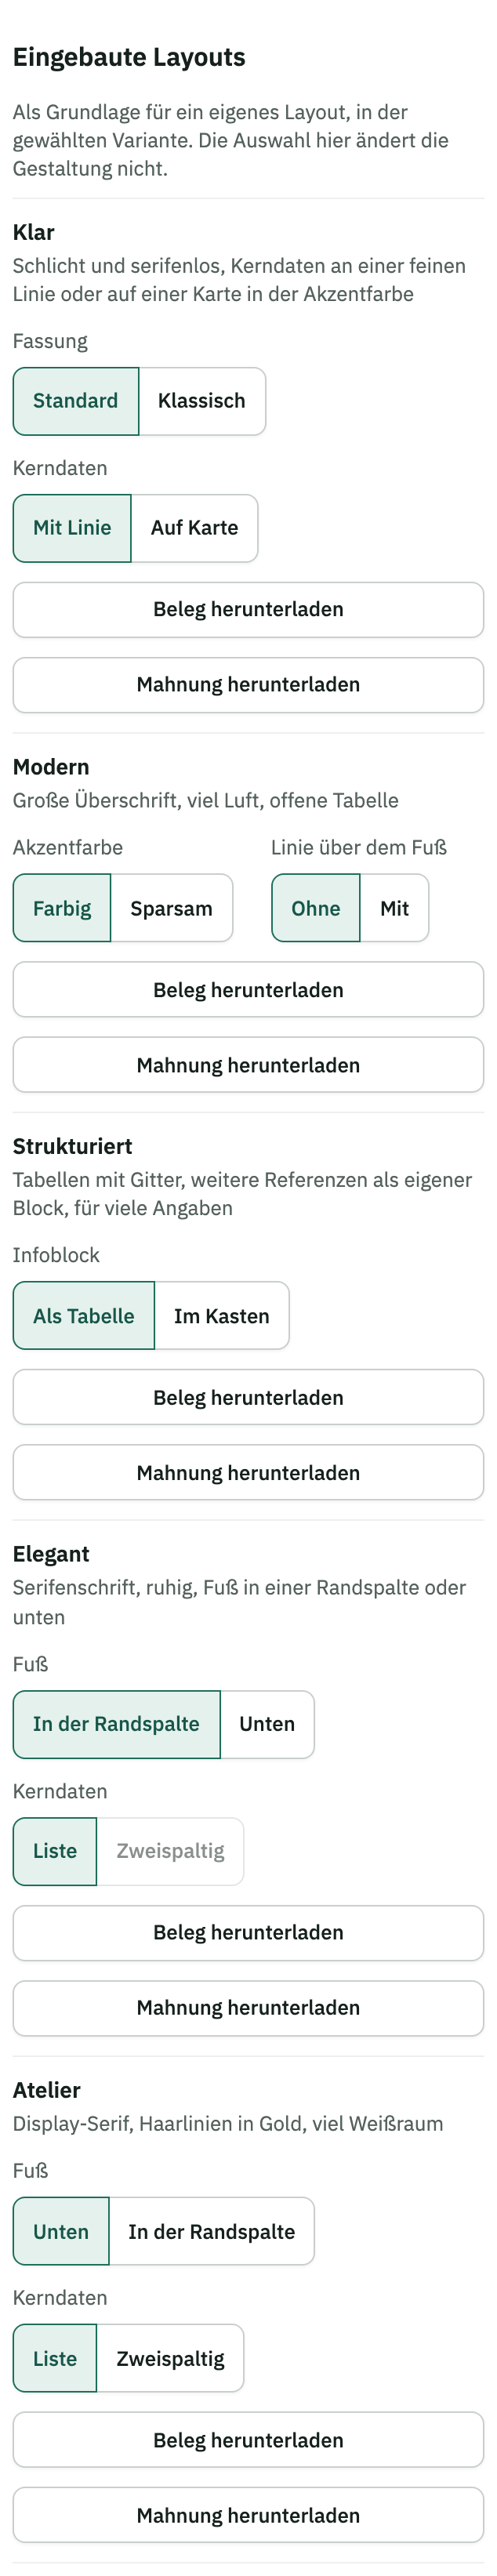 Eingebaute Layouts
Als Grundlage für ein eigenes Layout, in der
gewählten Variante. Die Auswahl hier ändert die
Gestaltung nicht.
Klar
Schlicht und serifenlos, Kerndaten an einer feinen
Linie oder auf einer Karte in der Akzentfarbe
Fassung
Standard Klassisch
Kerndaten
Mit Linie Auf Karte
Beleg herunterladen
Mahnung herunterladen
Modern
Große Überschrift, viel Luft, offene Tabelle
Akzentfarbe Linie über dem Fuß
Farbig Sparsam Ohne Mit
Beleg herunterladen
Mahnung herunterladen
Strukturiert
Tabellen mit Gitter, weitere Referenzen als eigener
Block, für viele Angaben
Infoblock
Als Tabelle Im Kasten
Beleg herunterladen
Mahnung herunterladen
Elegant
Serifenschrift, ruhig, Fuß in einer Randspalte oder
unten
Fuß
In der Randspalte Unten
Kerndaten
Liste Zweispaltig
Beleg herunterladen
Mahnung herunterladen
Atelier
Display-Serif, Haarlinien in Gold, viel Weißraum
Fuß
Unten In der Randspalte
Kerndaten
Liste Zweispaltig
Beleg herunterladen
Mahnung herunterladen